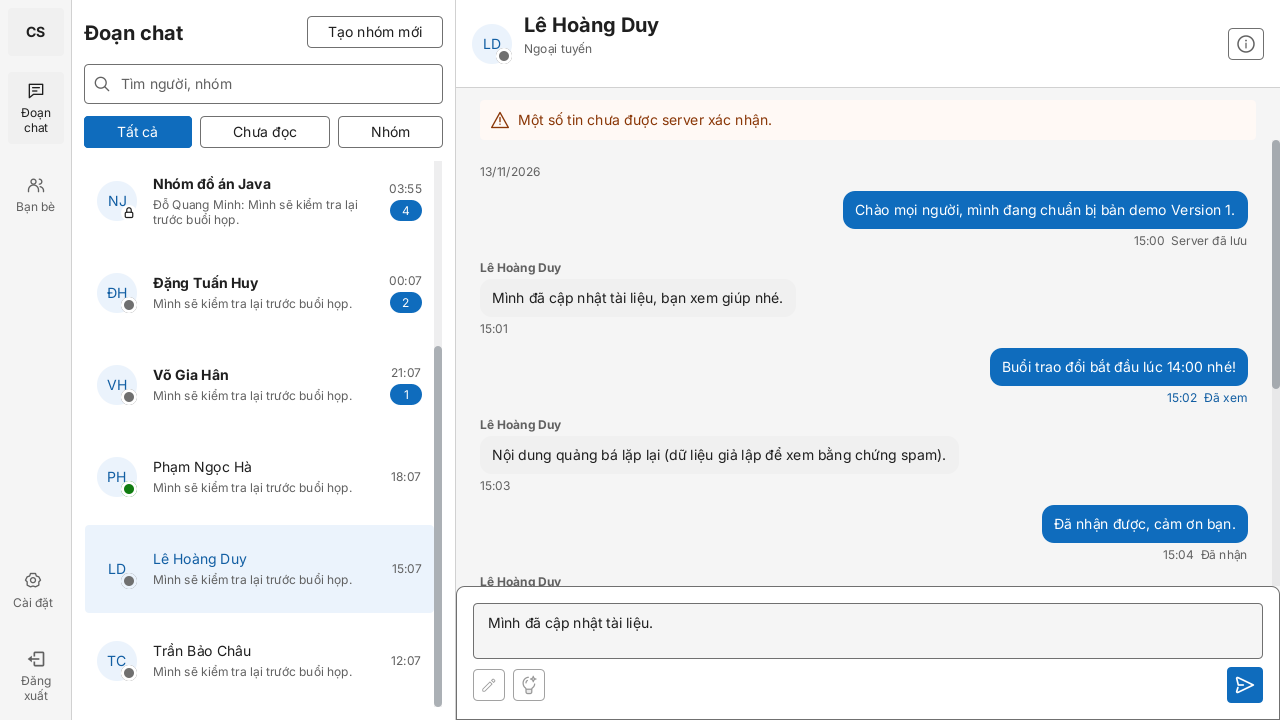 CS
Đoạn chat
Bạn bè
Cài đặt
Đăng xuất
Đoạn chat
Tạo nhóm mới
Tìm người, nhóm
Tất cả
Chưa đọc
Nhóm
NJ
Nhóm đồ án Java
03:55
Đỗ Quang Minh: Mình sẽ kiểm tra lại trước buổi họp.
4
ĐH
Đặng Tuấn Huy
00:07
Mình sẽ kiểm tra lại trước buổi họp.
2
VH
Võ Gia Hân
21:07
Mình sẽ kiểm tra lại trước buổi họp.
1
PH
Phạm Ngọc Hà
18:07
Mình sẽ kiểm tra lại trước buổi họp.
LD
Lê Hoàng Duy
15:07
Mình sẽ kiểm tra lại trước buổi họp.
TC
Trần Bảo Châu
12:07
Mình sẽ kiểm tra lại trước buổi họp.
LD
Lê Hoàng Duy
Ngoại tuyến
Một số tin chưa được server xác nhận.
13/11/2026
Chào mọi người, mình đang chuẩn bị bản demo Version 1.
15:00 Server đã lưu
Lê Hoàng Duy
Mình đã cập nhật tài liệu, bạn xem giúp nhé.
15:01
Buổi trao đổi bắt đầu lúc 14:00 nhé!
15:02 Đã xem
Lê Hoàng Duy
Nội dung quảng bá lặp lại (dữ liệu giả lập để xem bằng chứng spam).
15:03
Đã nhận được, cảm ơn bạn.
15:04 Đã nhận
Lê Hoàng Duy
Mình đã cập nhật tài liệu.